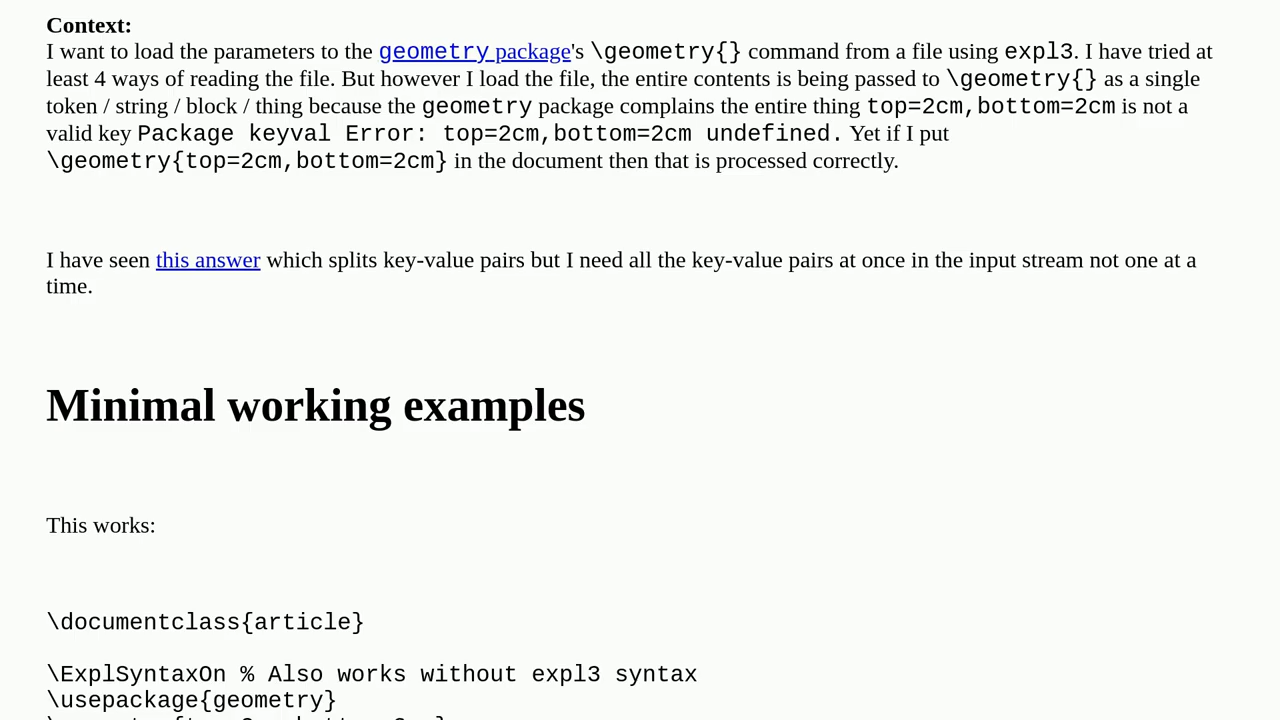 Context:
I want to load the parameters to the geometry package's \geometry{} command from a file using expl3. I have tried at
least 4 ways of reading the file. But however I load the file, the entire contents is being passed to \geometry{} as a single
token / string / block / thing because the geometry package complains the entire thing top=2cm,bottom=2cm is not a
valid key Package keyval Error: top=2cm,bottom=2cm undefined. Yet if I put
\geometry{top=2cm,bottom=2cm} in the document then that is processed correctly.
I have seen this answer which splits key-value pairs but I need all the key-value pairs at once in the input stream not one at a
time.
Minimal working examples
This works:
\documentclass{article}
\ExplSyntaxOn % Also works without expl3 syntax
\usepackage{geometry}